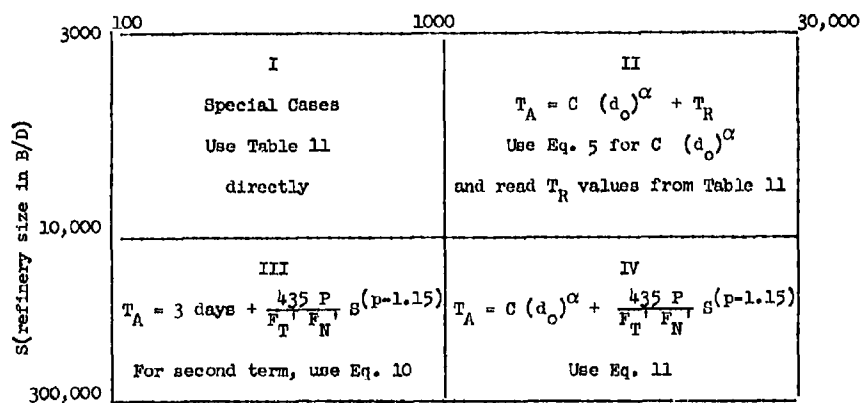 100 1000 30,000
3000
I
Special Cases
Use Table 11
directly
II
T_A = C (d_o)^α + T_R
Use Eq. 5 for C (d_o)^α
and read T_R values from Table 11
S(refinery size in B/D)
10,000
III
T_A = 3 days + 435 P / F_T' F_N' S^(p-1.15)
For second term, use Eq. 10
IV
T_A = C (d_o)^α + 435 P / F_T' F_N' S^(p-1.15)
Use Eq. 11
300,000